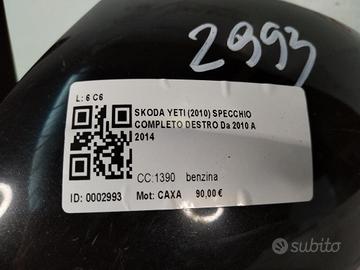 2993
L: 6 C6
SKODA YETI (2010) SPECCHIO
COMPLETO DESTRO Da 2010 A
2014
CC:1390 benzina
ID: 0002993 Mot: CAXA 90,00 €
subito